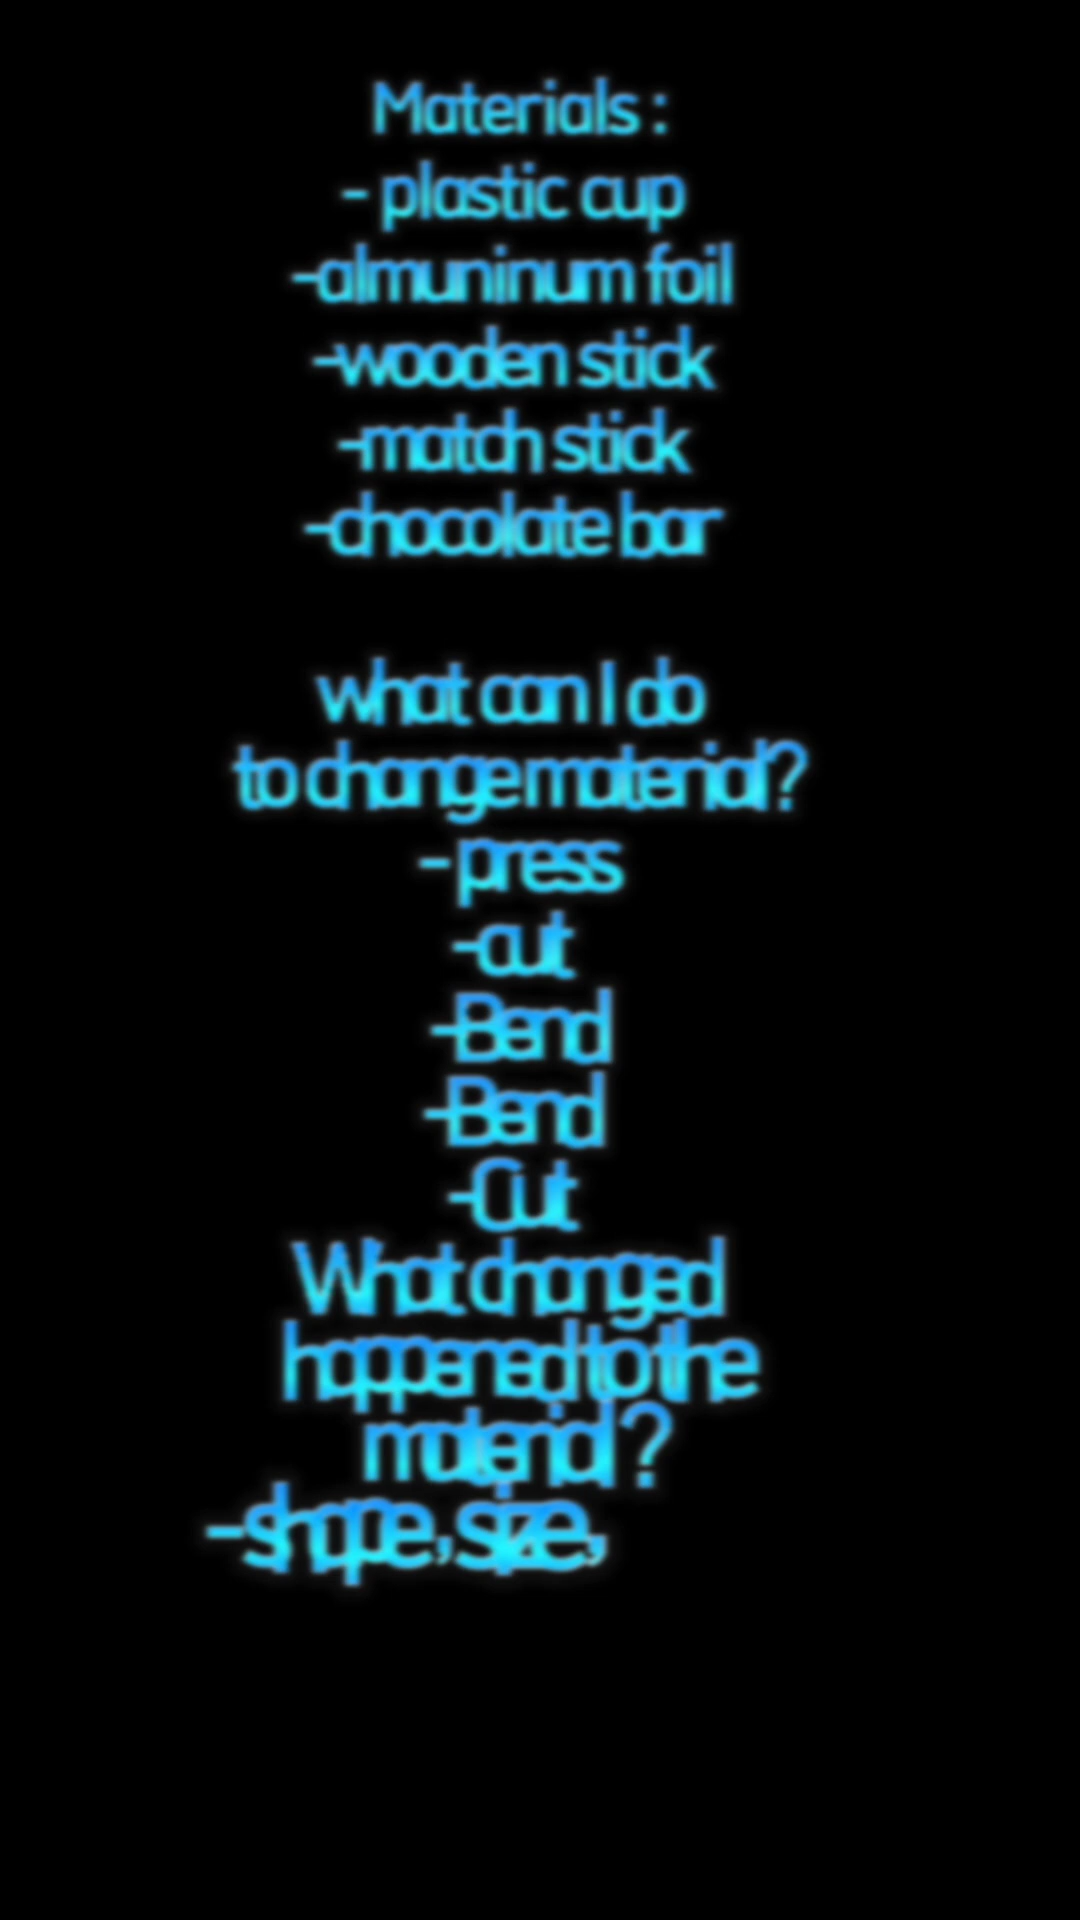 Materials :
- plastic cup
-almuninum foil
-wooden stick
-match stick
-chocolate bar
what can I do
to change material?
- press
-cut
-Bend
-Bend
-Cut
What changed
happened to the
material ?
-shape, size,